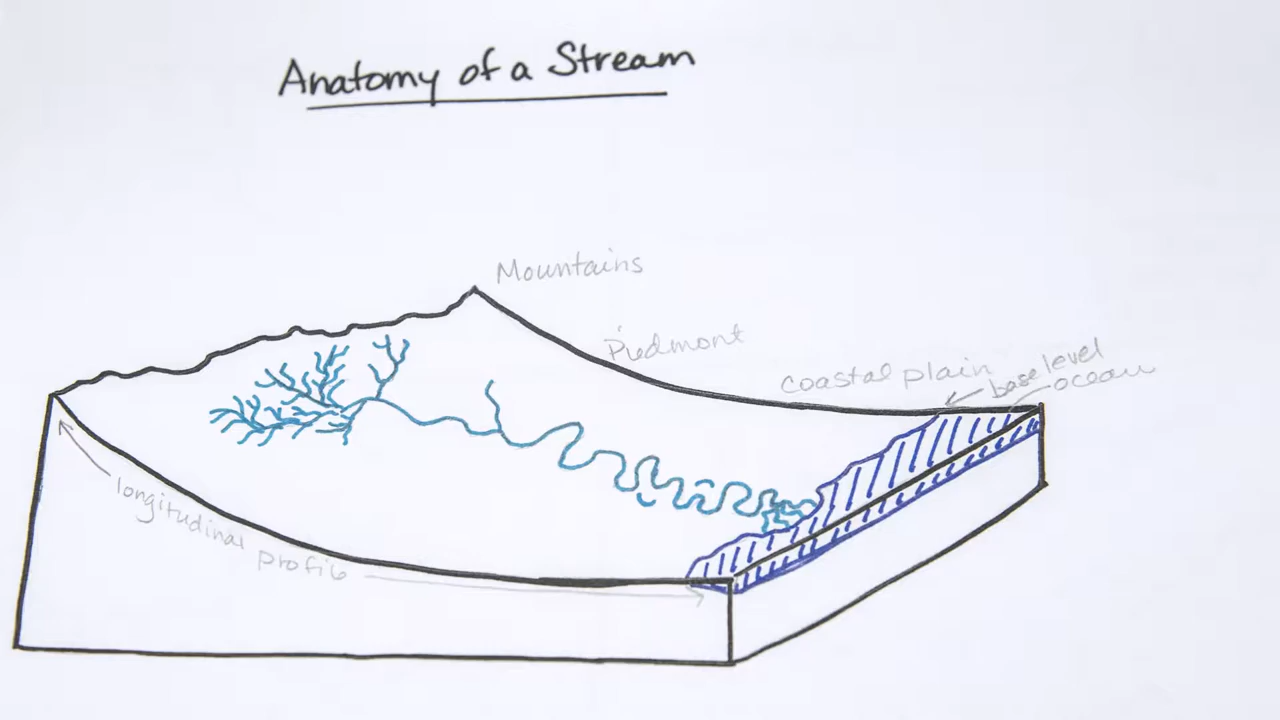 Anatomy of a Stream
Mountains
Piedmont
coastal plain
base level
ocean
longitudinal
profile